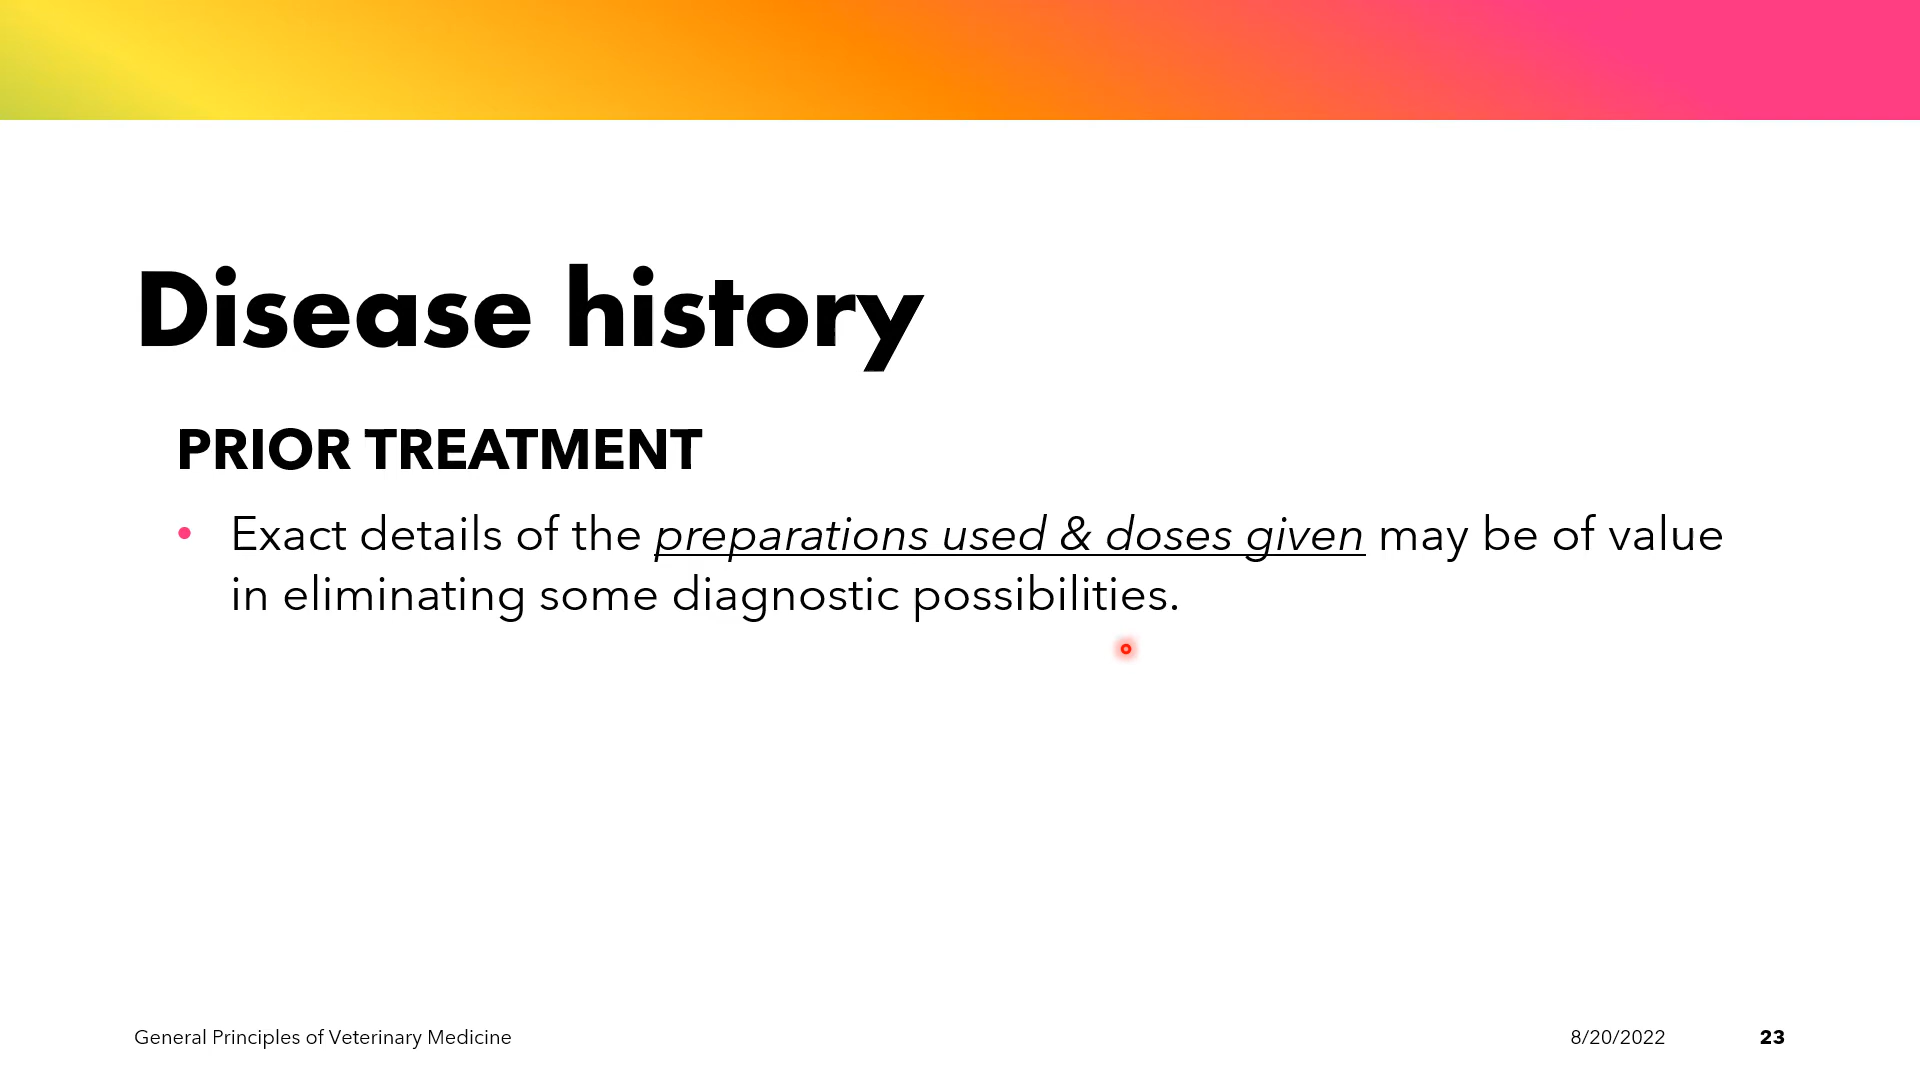 Disease history
PRIOR TREATMENT
• Exact details of the preparations used & doses given may be of value
in eliminating some diagnostic possibilities.
General Principles of Veterinary Medicine
8/20/2022
23